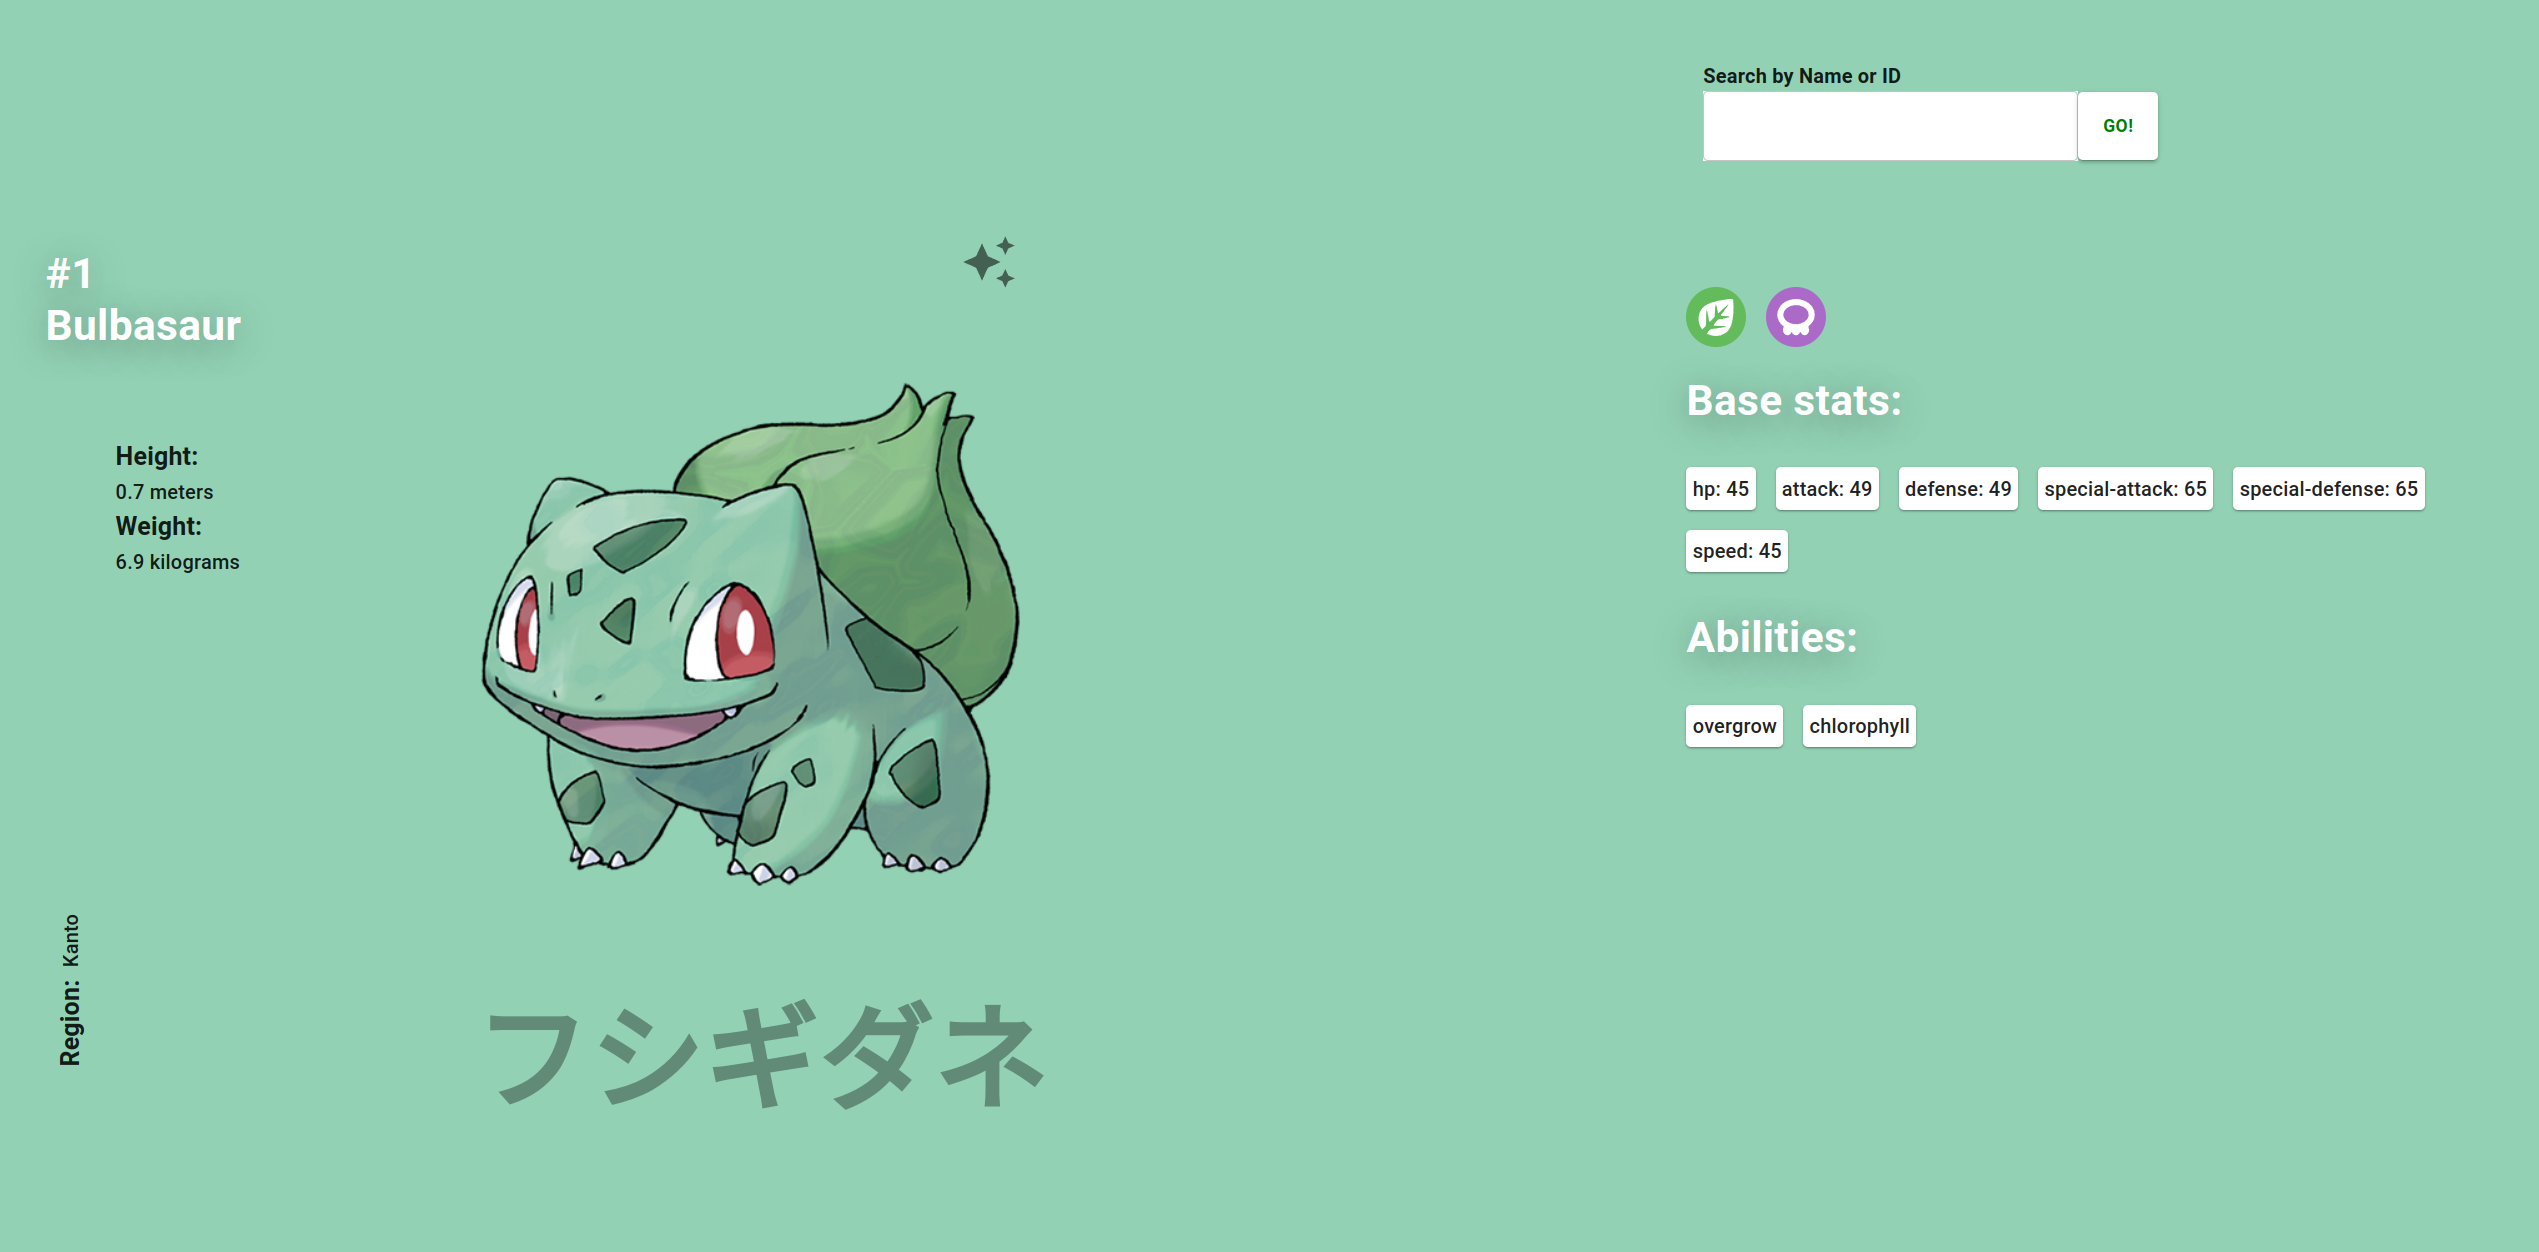 Search by Name or ID
GO!
#1
Bulbasaur
Height:
0.7 meters
Weight:
6.9 kilograms
Region: Kanto
フシギダネ
Base stats:
hp: 45 attack: 49 defense: 49 special-attack: 65 special-defense: 65
speed: 45
Abilities:
overgrow chlorophyll